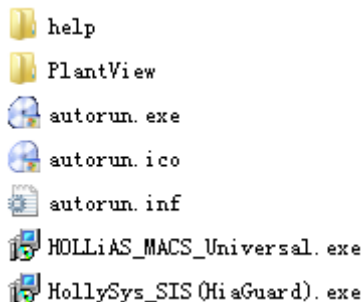 help
PlantView
autorun.exe
autorun.ico
autorun.inf
HOLLiAS_MACS_Universal.exe
HollySys_SIS(HiaGuard).exe